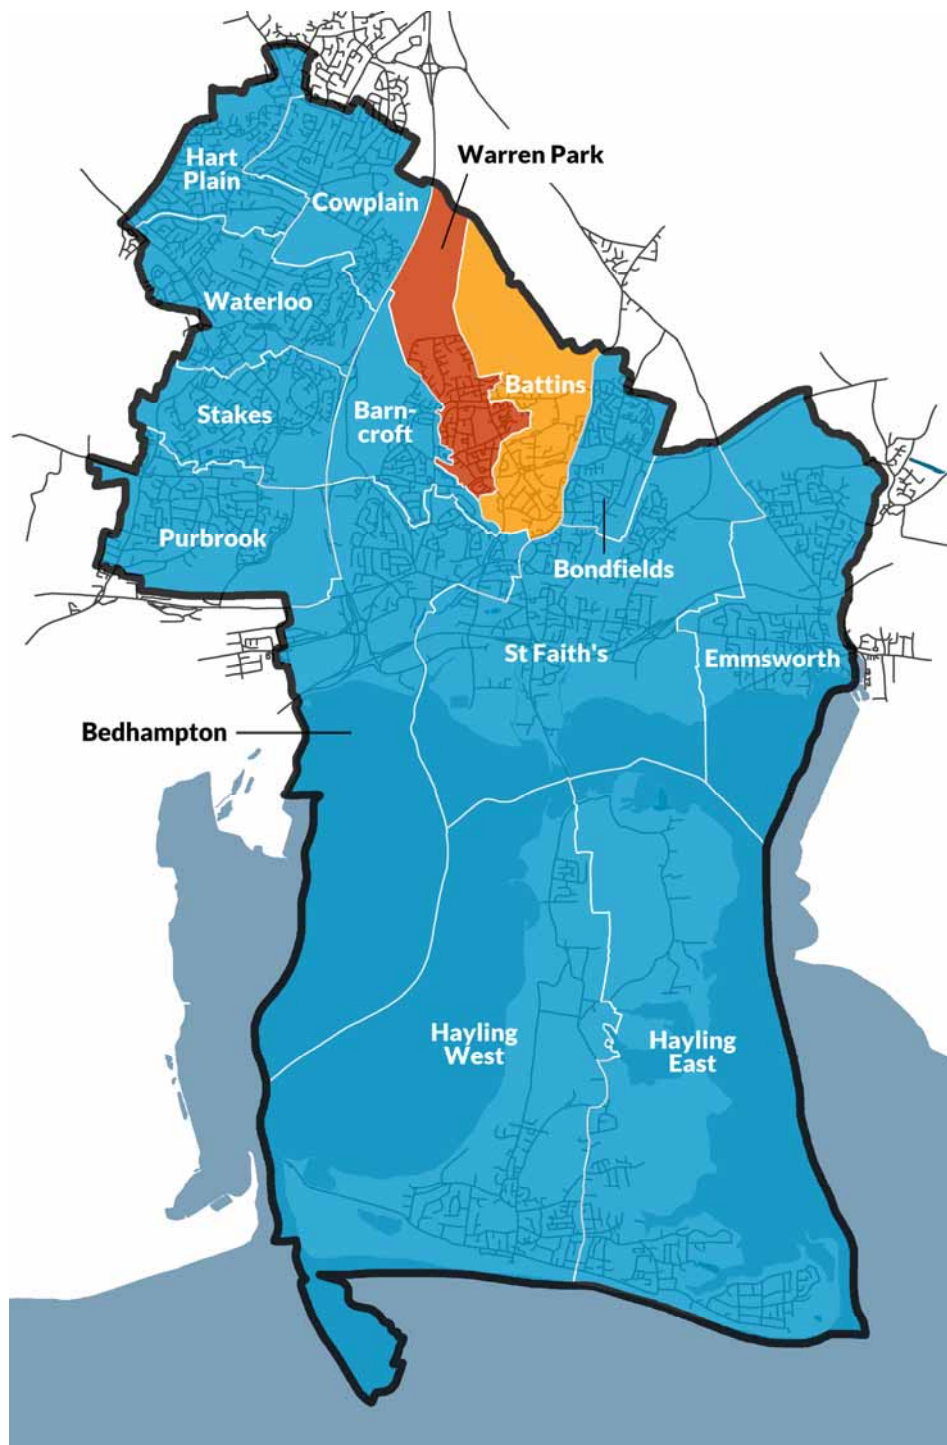 Warren Park
Hart
Plain
Cowplain
Waterloo
Battins
Stakes
Barn-
croft
Purbrook
Bondfields
St Faith's
Emmsworth
Bedhampton
Hayling
West
Hayling
East